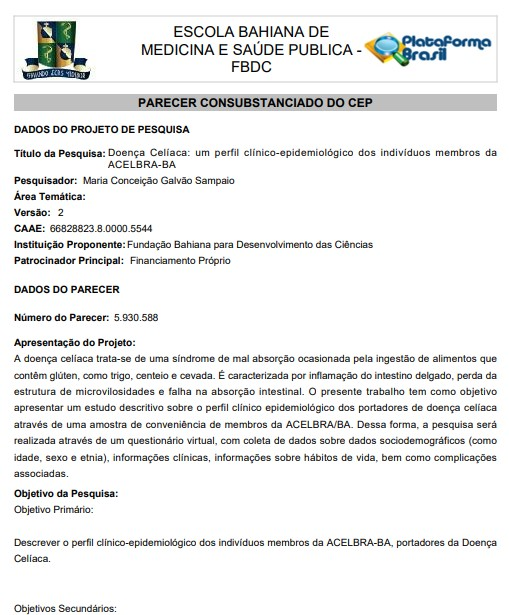 ESCOLA BAHIANA DE
MEDICINA E SAÚDE PUBLICA -
FBDC
Plataforma
Brasil
PARECER CONSUBSTANCIADO DO CEP
DADOS DO PROJETO DE PESQUISA
Título da Pesquisa: Doença Celíaca: um perfil clínico-epidemiológico dos indivíduos membros da
ACELBRA-BA
Pesquisador: Maria Conceição Galvão Sampaio
Área Temática:
Versão: 2
CAAE: 66828823.8.0000.5544
Instituição Proponente: Fundação Bahiana para Desenvolvimento das Ciências
Patrocinador Principal: Financiamento Próprio
DADOS DO PARECER
Número do Parecer: 5.930.588
Apresentação do Projeto:
A doença celíaca trata-se de uma síndrome de mal absorção ocasionada pela ingestão de alimentos que
contêm glúten, como trigo, centeio e cevada. É caracterizada por inflamação do intestino delgado, perda da
estrutura de microvilosidades e falha na absorção intestinal. O presente trabalho tem como objetivo
apresentar um estudo descritivo sobre o perfil clínico epidemiológico dos portadores de doença celíaca
através de uma amostra de conveniência de membros da ACELBRA/BA. Dessa forma, a pesquisa será
realizada através de um questionário virtual, com coleta de dados sobre dados sociodemográficos (como
idade, sexo e etnia), informações clínicas, informações sobre hábitos de vida, bem como complicações
associadas.
Objetivo da Pesquisa:
Objetivo Primário:
Descrever o perfil clínico-epidemiológico dos indivíduos membros da ACELBRA-BA, portadores da Doença
Celíaca.
Objetivos Secundários: